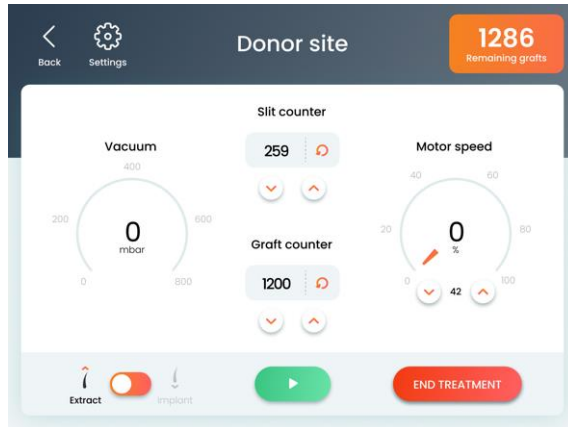 Donor site
1286
Remaining grafts
Back
Settings
Slit counter
259
Vacuum
400
200
600
0
mbar
0
800
Graft counter
1200
Motor speed
40
60
20
80
0
%
0
100
42
Extract
Implant
END TREATMENT